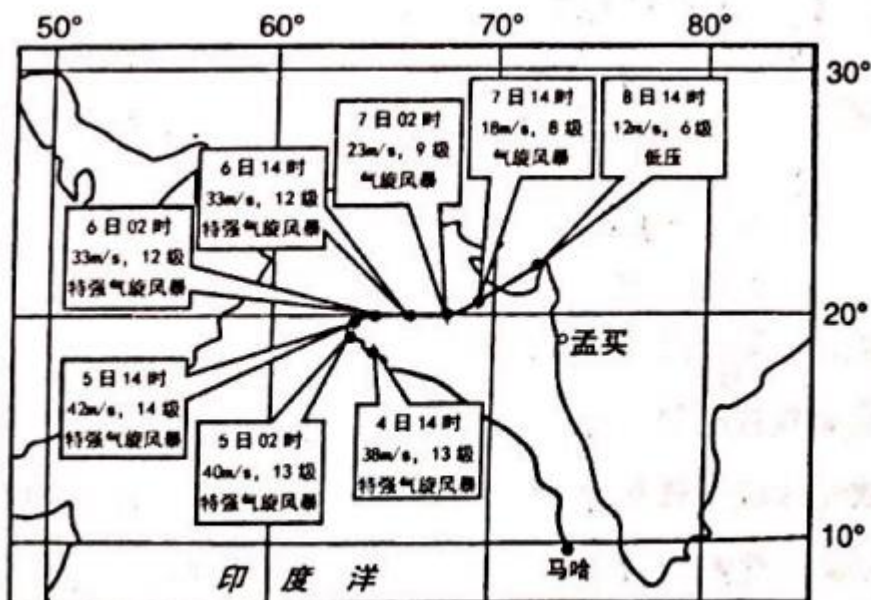 50°
60°
70°
80°
30°
7日14时
18m/s, 8级
气旋风暴
8日14时
12m/s, 6级
低压
7日02时
23m/s, 9级
气旋风暴
6日14时
33m/s, 12级
特强气旋风暴
6日02时
33m/s, 12级
特强气旋风暴
20°
孟买
5日14时
42m/s, 14级
特强气旋风暴
4日14时
38m/s, 13级
特强气旋风暴
5日02时
40m/s, 13级
特强气旋风暴
10°
马哈
印度洋